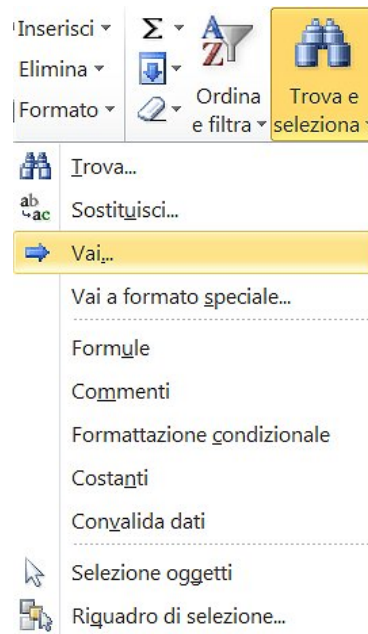 Inserisci
Elimina
Formato
Σ
A
Z
Ordina
e filtra
Trova e
seleziona
Trova...
ab
ac
Sostituisci...
Vai...
Vai a formato speciale...
Formule
Commenti
Formattazione condizionale
Costanti
Convalida dati
Selezione oggetti
Riquadro di selezione...